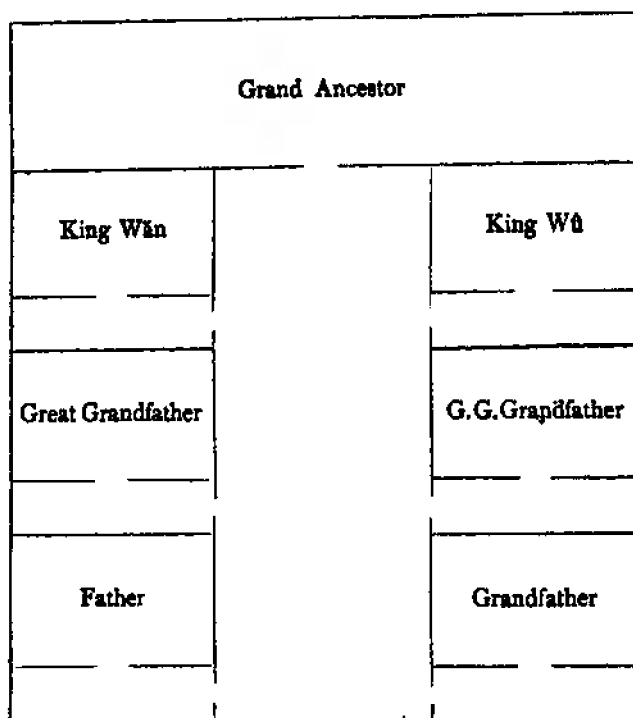 Grand Ancestor
King Wăn
King Wû
Great Grandfather
G.G.Grandfather
Father
Grandfather